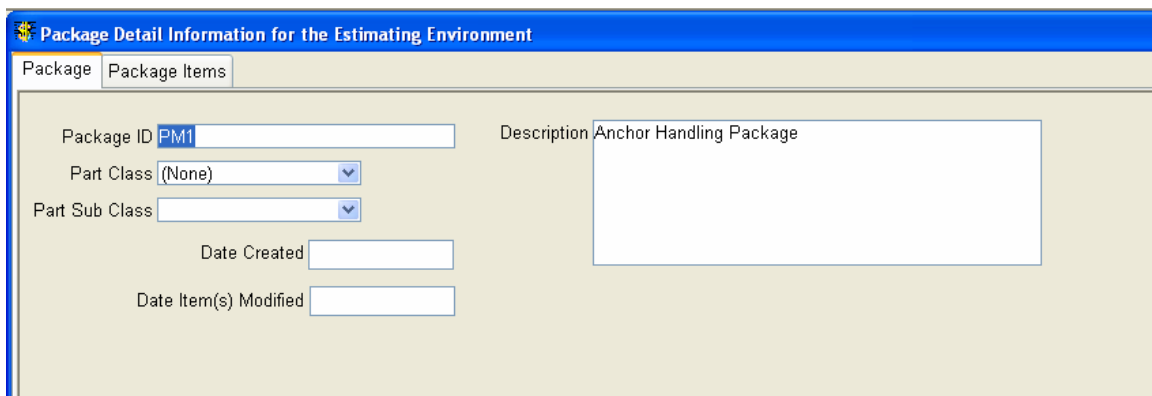 Package Detail Information for the Estimating Environment
Package Package Items
Package ID PM1
Description Anchor Handling Package
Part Class (None)
Part Sub Class
Date Created
Date Item(s) Modified